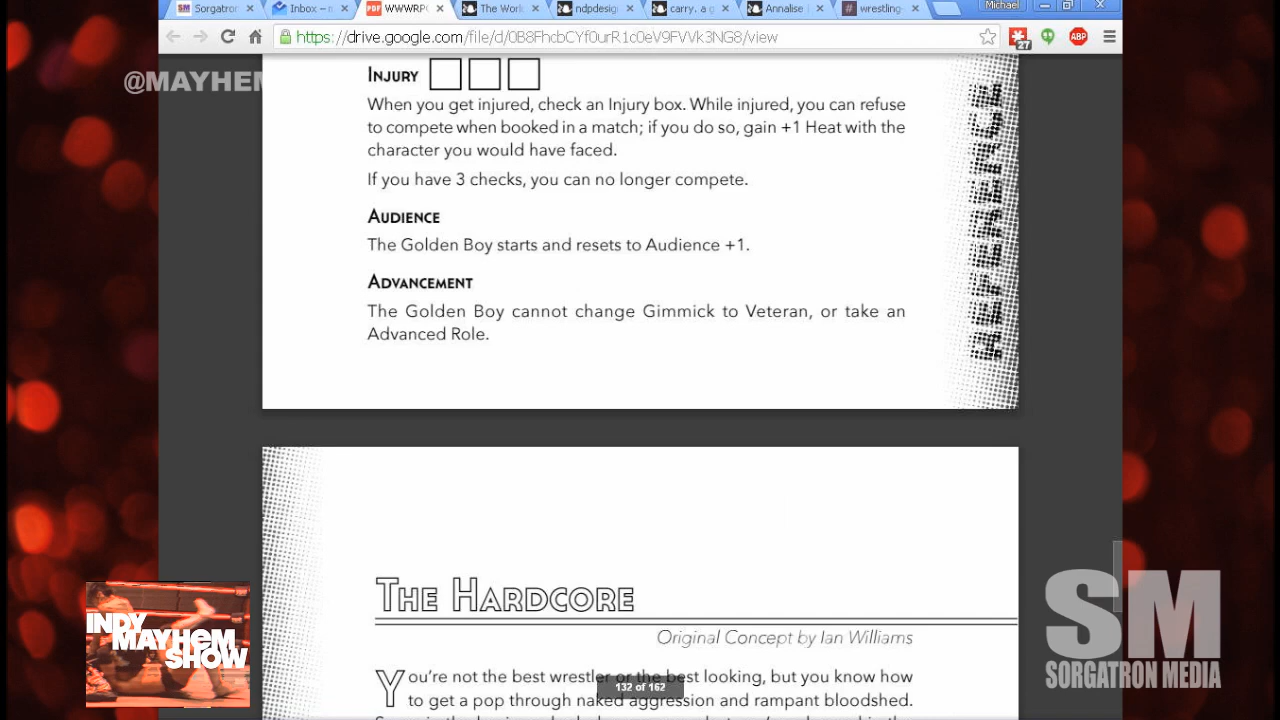 Sorgatron
Inbox – n
WWWRPG
The World
ndpdesign
carry. a g
Annalise
wrestling-
Michael
https://drive.google.com/file/d/0B8FhcbCYf0urR1c0eV9FVVk3NG8/view
27
ABP
@MAYHEM
INJURY
When you get injured, check an Injury box. While injured, you can refuse
to compete when booked in a match; if you do so, gain +1 Heat with the
character you would have faced.
If you have 3 checks, you can no longer compete.
AUDIENCE
The Golden Boy starts and resets to Audience +1.
ADVANCEMENT
The Golden Boy cannot change Gimmick to Veteran, or take an
Advanced Role.
REFERENCE
THE HARDCORE
Original Concept by Ian Williams
You're not the best wrestler or the best looking, but you know how
to get a pop through naked aggression and rampant bloodshed.
132 of 162
INDY
MAYHEM
SHOW
SM
SORGATRON MEDIA